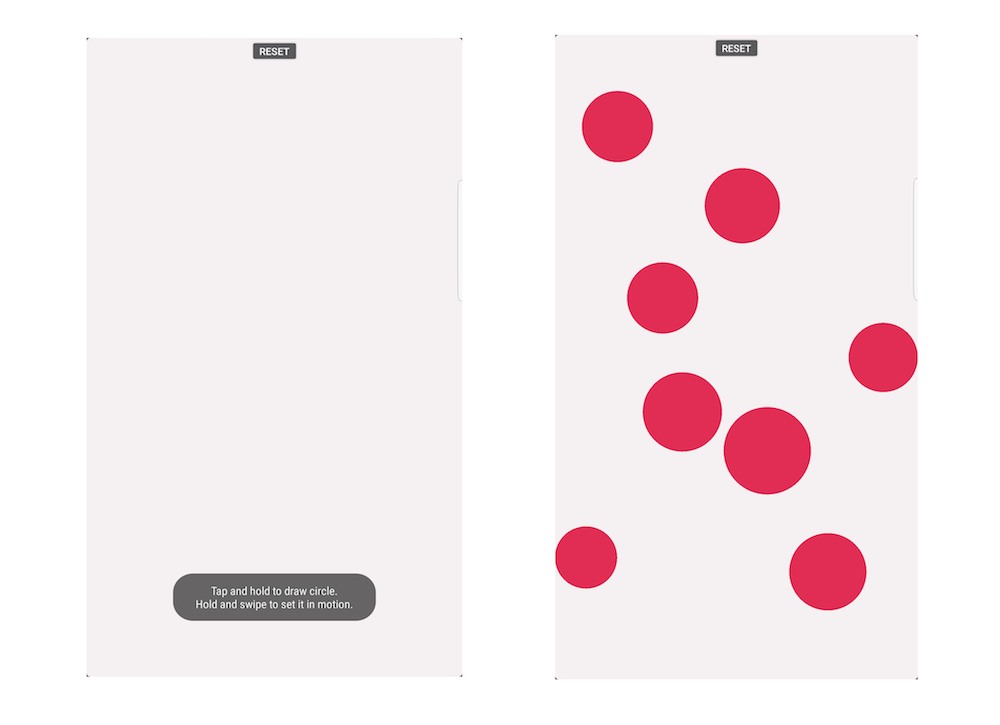 RESET
Tap and hold to draw circle.
Hold and swipe to set it in motion.
RESET